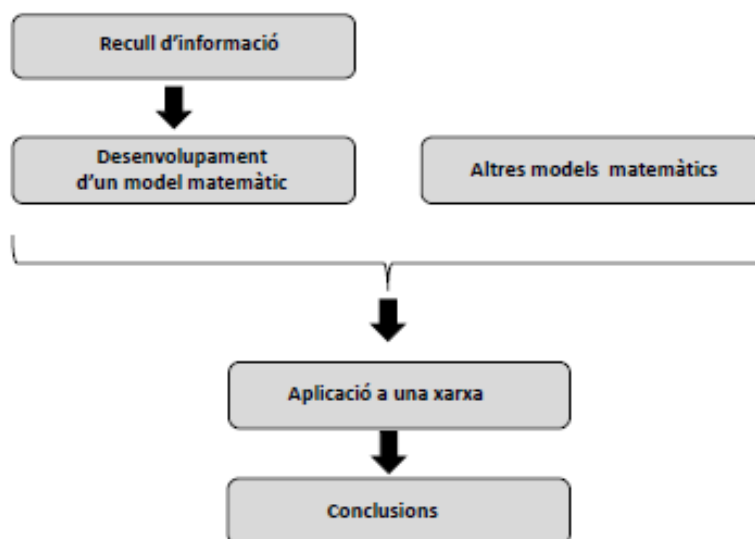 Recull d'informació
Desenvolupament
d'un model matemàtic
Altres models matemàtics
Aplicació a una xarxa
Conclusions